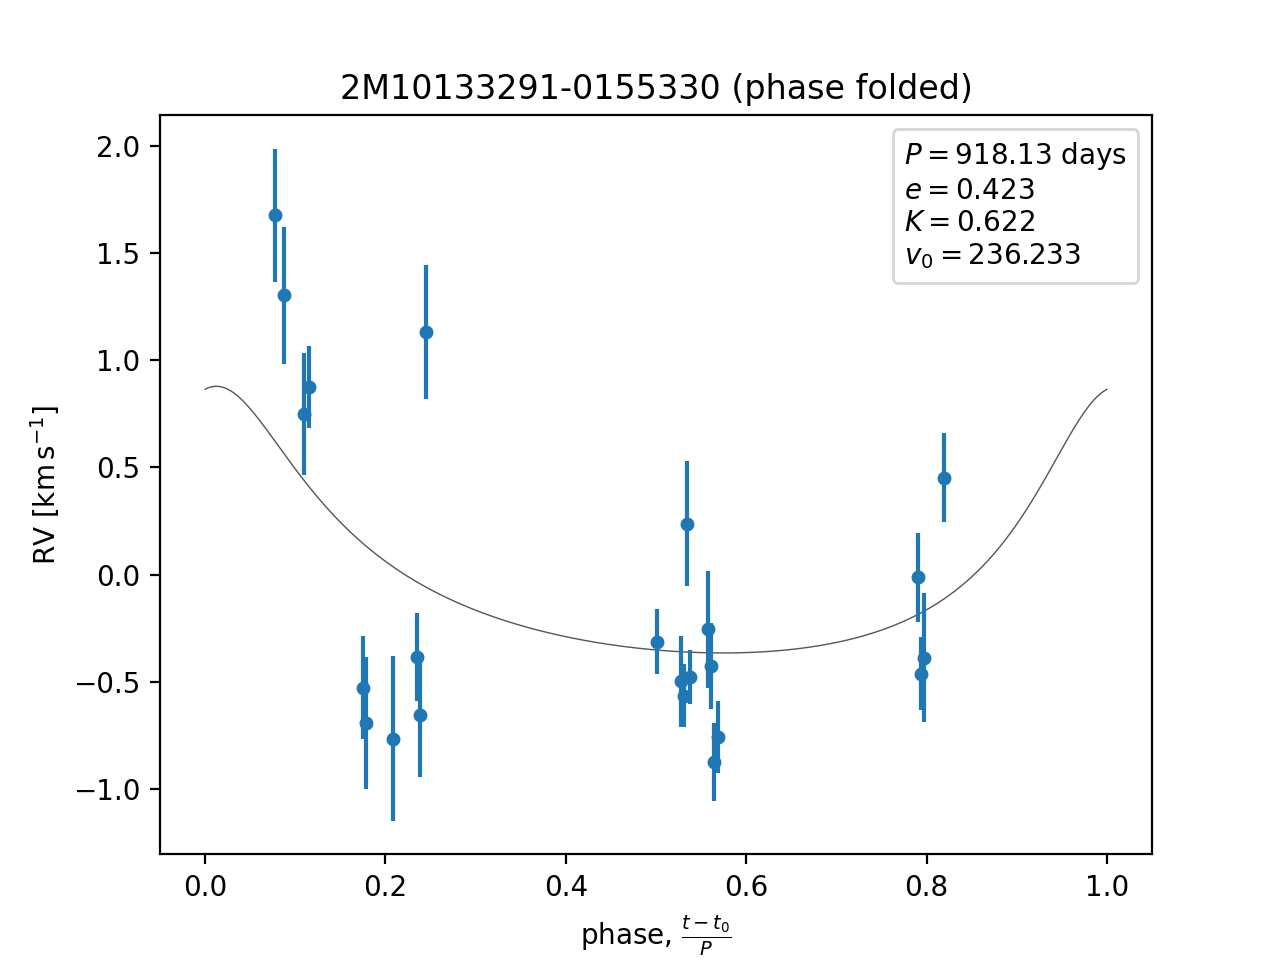 2M10133291-0155330 (phase folded)
P = 918.13 days
e = 0.423
K = 0.622
v₀ = 236.233
RV [km s⁻¹]
2.0
1.5
1.0
0.5
0.0
−0.5
−1.0
0.0 0.2 0.4 0.6 0.8 1.0
phase, (t − t₀)/P